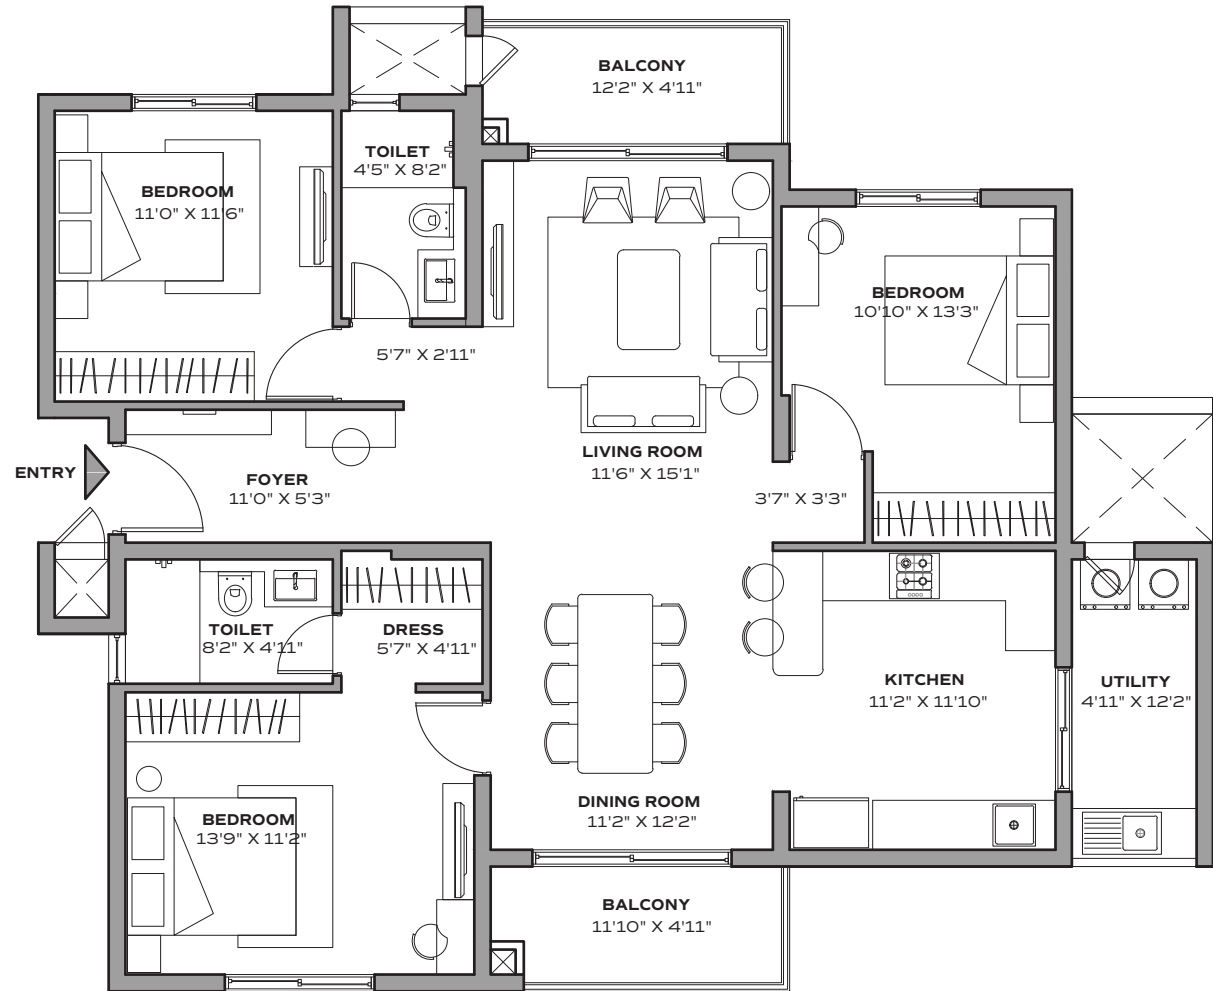 BALCONY
12'2" X 4'11"
TOILET
4'5" X 8'2"
BEDROOM
11'0" X 11'6"
BEDROOM
10'10" X 13'3"
5'7" X 2'11"
LIVING ROOM
11'6" X 15'1"
ENTRY
FOYER
11'0" X 5'3"
3'7" X 3'3"
TOILET
8'2" X 4'11"
DRESS
5'7" X 4'11"
KITCHEN
11'2" X 11'10"
UTILITY
4'11" X 12'2"
DINING ROOM
11'2" X 12'2"
BEDROOM
13'9" X 11'2"
BALCONY
11'10" X 4'11"